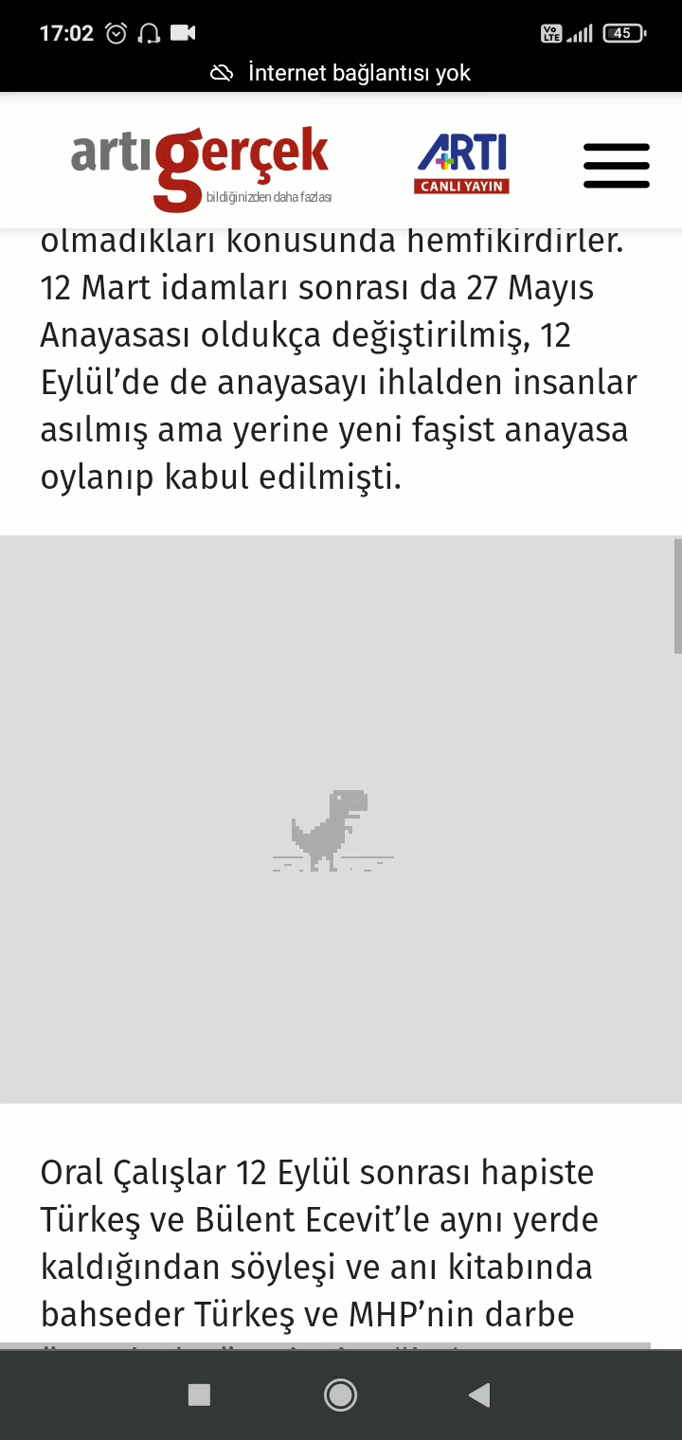 17:02
Vo LTE
45
İnternet bağlantısı yok
artıgerçek
bildiğinizden daha fazlası
ARTI
CANLI YAYIN
olmadıkları konusunda hemfikirdirler.
12 Mart idamları sonrası da 27 Mayıs
Anayasası oldukça değiştirilmiş, 12
Eylül’de de anayasayı ihlalden insanlar
asılmış ama yerine yeni faşist anayasa
oylanıp kabul edilmişti.
Oral Çalışlar 12 Eylül sonrası hapiste
Türkeş ve Bülent Ecevit’le aynı yerde
kaldığından söyleşi ve anı kitabında
bahseder Türkeş ve MHP’nin darbe